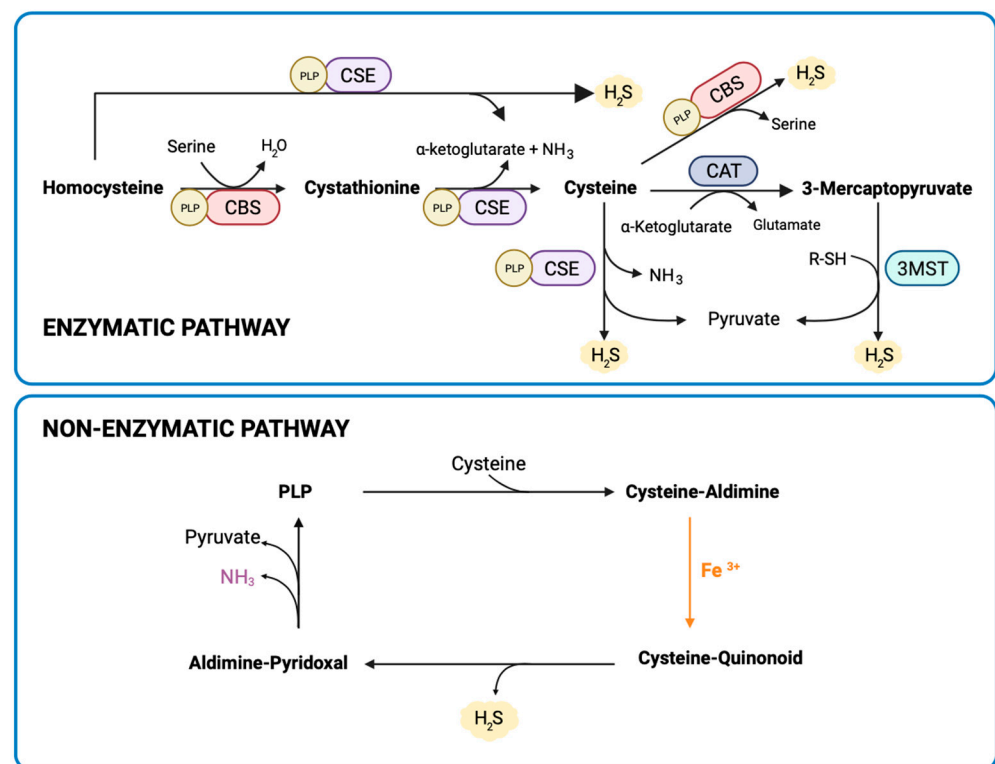 PLP CSE
H₂S
PLP CBS
H₂S
Serine
Serine
H₂O
α-ketoglutarate + NH₃
CAT
Homocysteine
Cystathionine
Cysteine
3-Mercaptopyruvate
PLP CBS
PLP CSE
α-Ketoglutarate
Glutamate
PLP CSE
NH₃
R-SH
3MST
Pyruvate
ENZYMATIC PATHWAY
H₂S
H₂S
NON-ENZYMATIC PATHWAY
Cysteine
PLP
Cysteine-Aldimine
Pyruvate
NH₃
Fe ³⁺
Aldimine-Pyridoxal
Cysteine-Quinonoid
H₂S